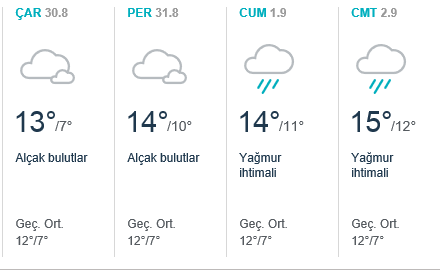 ÇAR 30.8
13°/7°
Alçak bulutlar
Geç. Ort.
12°/7°
PER 31.8
14°/10°
Alçak bulutlar
Geç. Ort.
12°/7°
CUM 1.9
14°/11°
Yağmur
ihtimali
Geç. Ort.
12°/7°
CMT 2.9
15°/12°
Yağmur
ihtimali
Geç. Ort.
12°/7°